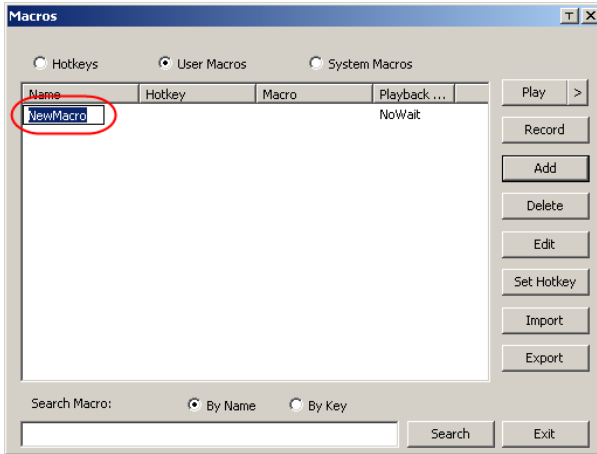 Macros
Hotkeys User Macros System Macros
Name Hotkey Macro Playback ... Play >
NewMacro NoWait
Record
Add
Delete
Edit
Set Hotkey
Import
Export
Search Macro: By Name By Key
Search Exit